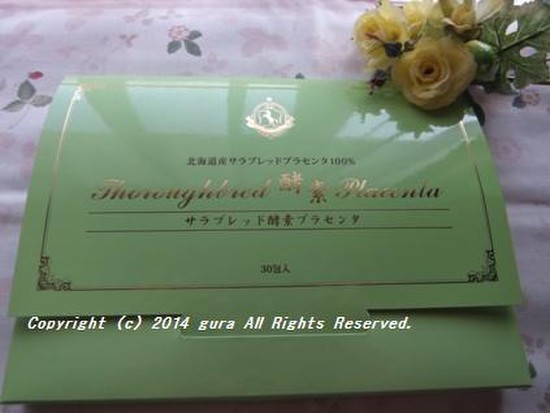 北海道産サラブレッドプラセンタ100%
Thoroughbred 酵素 Placenta
サラブレッド酵素プラセンタ
30包入
Copyright (c) 2014 gura All Rights Reserved.